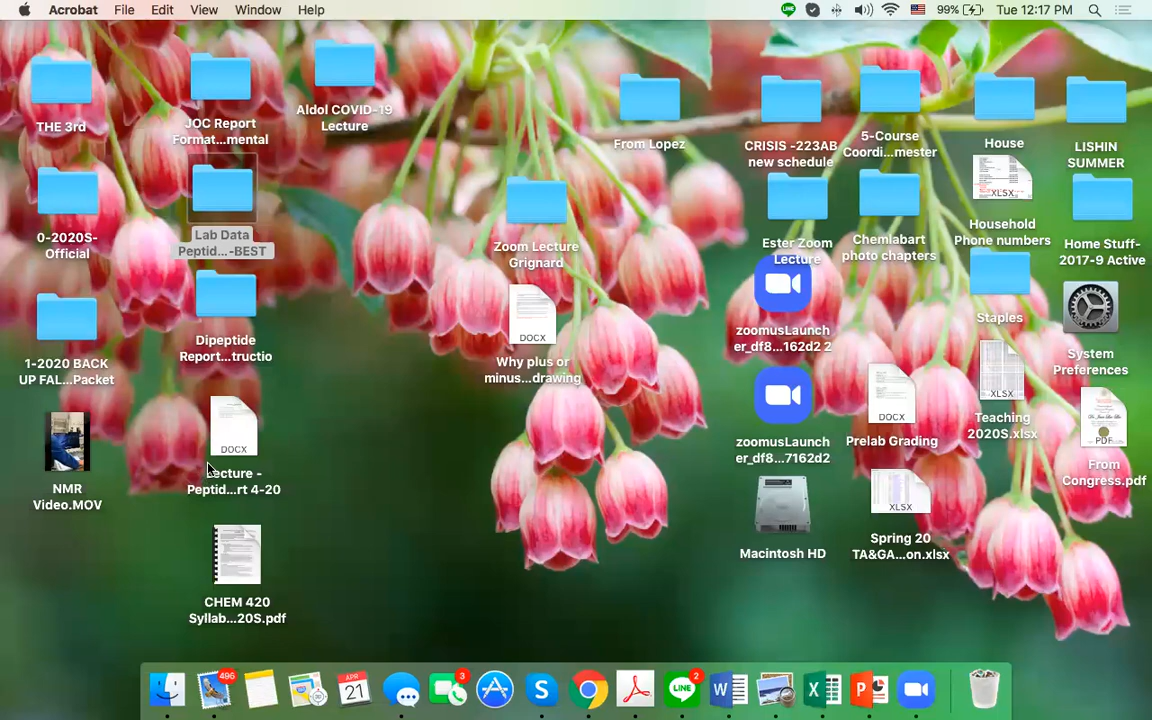 Acrobat File Edit View Window Help
LINE 99% Tue 12:17 PM
THE 3rd
JOC Report
Format...mental
Aldol COVID-19
Lecture
From Lopez
CRISIS -223AB
new schedule
5-Course
Coordi...mester
House
LISHIN
SUMMER
0-2020S-
Official
Lab Data
Peptid...-BEST
Zoom Lecture
Grignard
Ester Zoom
Lecture
Chemlabart
photo chapters
XLSX
Household
Phone numbers
Home Stuff-
2017-9 Active
1-2020 BACK
UP FAL...Packet
Dipeptide
Report...tructio
DOCX
Why plus or
minus...drawing
zoomusLaunch
er_df8...162d2 2
Staples
System
Preferences
NMR
Video.MOV
DOCX
Lecture -
Peptid...rt 4-20
zoomusLaunch
er_df8...7162d2
DOCX
Prelab Grading
XLSX
Teaching
2020S.xlsx
PDF
From
Congress.pdf
CHEM 420
Syllab...20S.pdf
Macintosh HD
XLSX
Spring 20
TA&GA...on.xlsx
496
APR
21
3
S
LINE
2
W
X
P